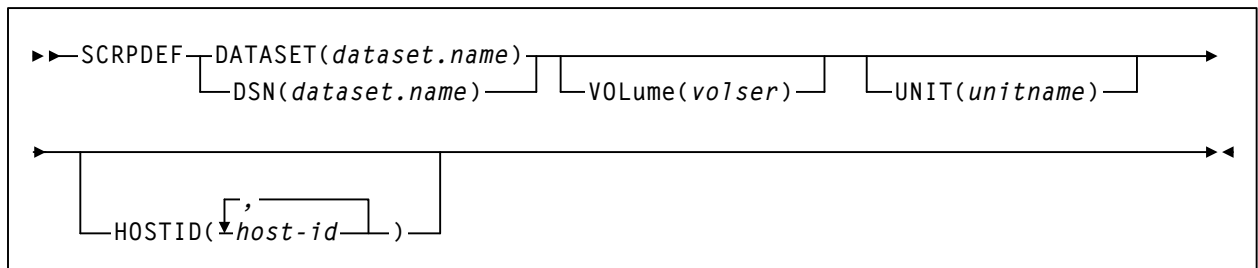 SCRPDEF DATASET(dataset.name)
DSN(dataset.name) VOLume(volser) UNIT(unitname)
,
HOSTID(host-id)